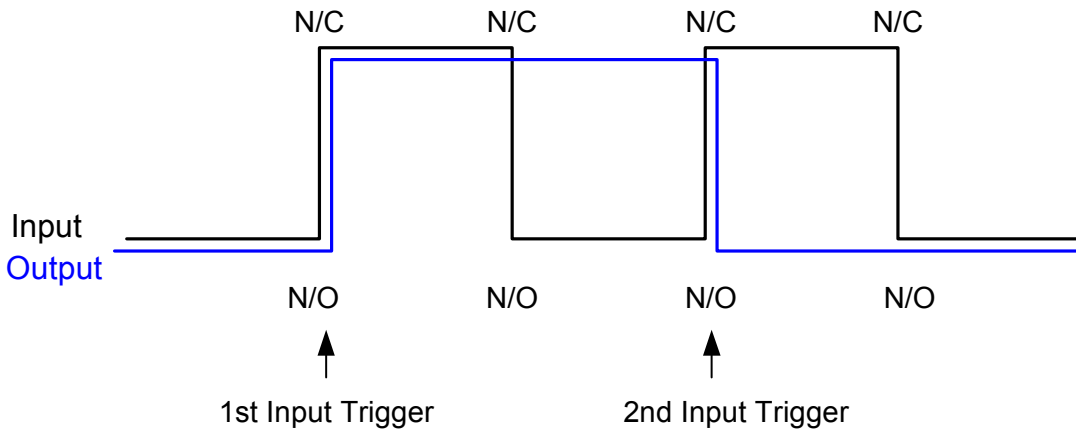 N/C N/C N/C N/C
Input
Output
N/O N/O N/O N/O
1st Input Trigger 2nd Input Trigger